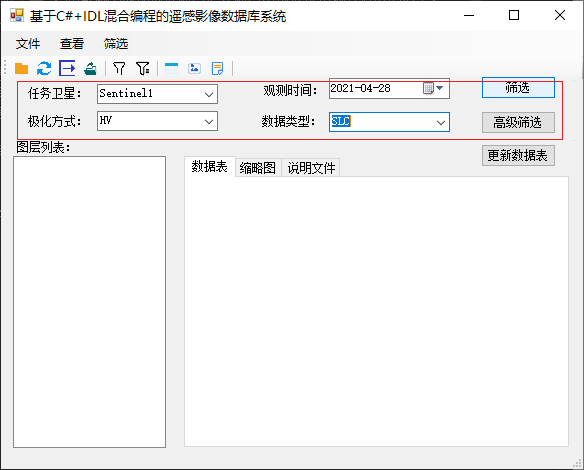 基于C#+IDL混合编程的遥感影像数据库系统
文件 查看 筛选
任务卫星: Sentinel1 观测时间: 2021-04-28 筛选
极化方式: HV 数据类型: SLC 高级筛选
图层列表: 更新数据表
数据表 缩略图 说明文件